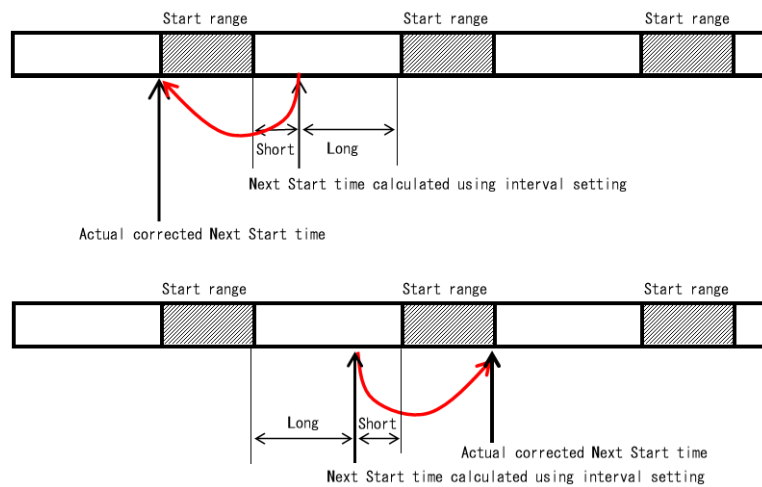 Start range
Start range
Start range
Short
Long
Next Start time calculated using interval setting
Actual corrected Next Start time
Start range
Start range
Start range
Long
Short
Actual corrected Next Start time
Next Start time calculated using interval setting